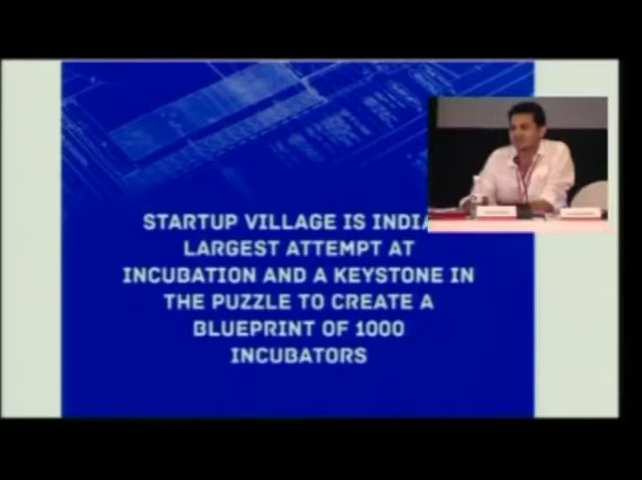 STARTUP VILLAGE IS INDIA
LARGEST ATTEMPT AT
INCUBATION AND A KEYSTONE IN
THE PUZZLE TO CREATE A
BLUEPRINT OF 1000
INCUBATORS